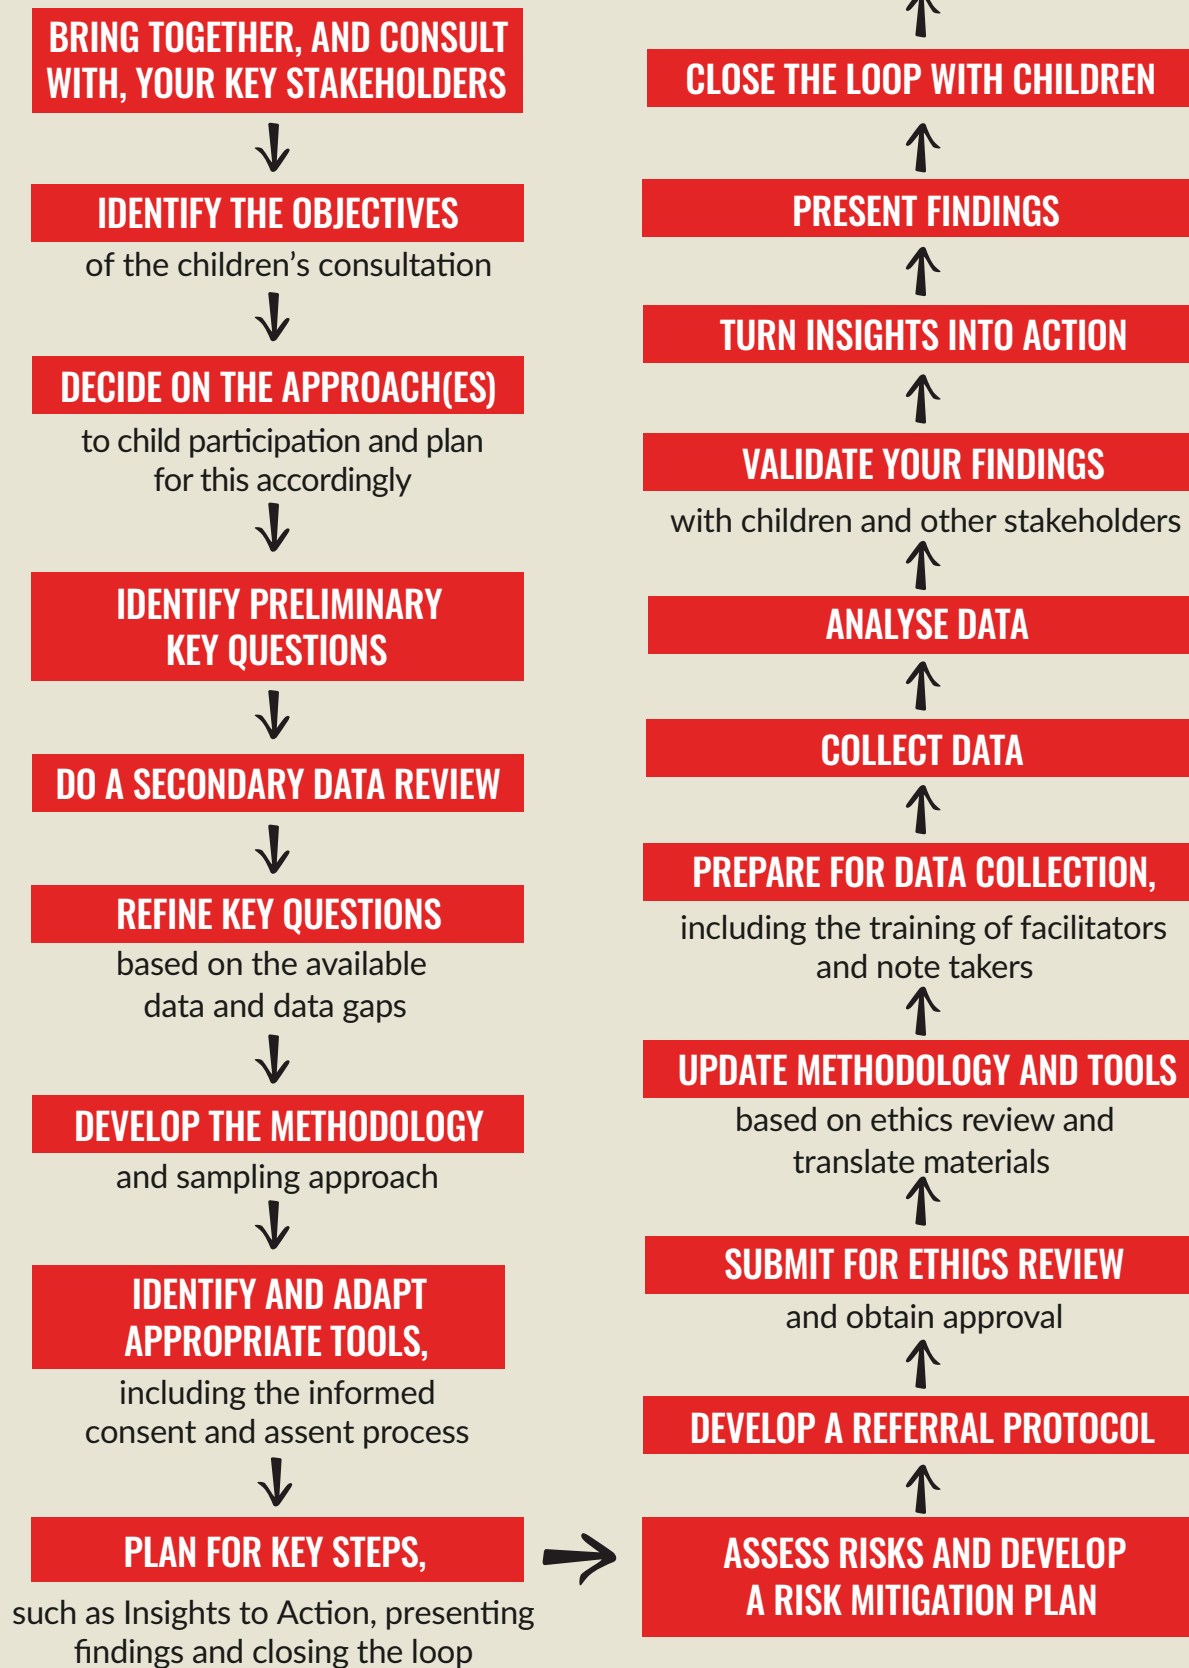 BRING TOGETHER, AND CONSULT
WITH, YOUR KEY STAKEHOLDERS
IDENTIFY THE OBJECTIVES
of the children’s consultation
DECIDE ON THE APPROACH(ES)
to child participation and plan
for this accordingly
IDENTIFY PRELIMINARY
KEY QUESTIONS
DO A SECONDARY DATA REVIEW
REFINE KEY QUESTIONS
based on the available
data and data gaps
DEVELOP THE METHODOLOGY
and sampling approach
IDENTIFY AND ADAPT
APPROPRIATE TOOLS,
including the informed
consent and assent process
PLAN FOR KEY STEPS,
such as Insights to Action, presenting
findings and closing the loop
ASSESS RISKS AND DEVELOP
A RISK MITIGATION PLAN
DEVELOP A REFERRAL PROTOCOL
SUBMIT FOR ETHICS REVIEW
and obtain approval
UPDATE METHODOLOGY AND TOOLS
based on ethics review and
translate materials
PREPARE FOR DATA COLLECTION,
including the training of facilitators
and note takers
COLLECT DATA
ANALYSE DATA
VALIDATE YOUR FINDINGS
with children and other stakeholders
TURN INSIGHTS INTO ACTION
PRESENT FINDINGS
CLOSE THE LOOP WITH CHILDREN